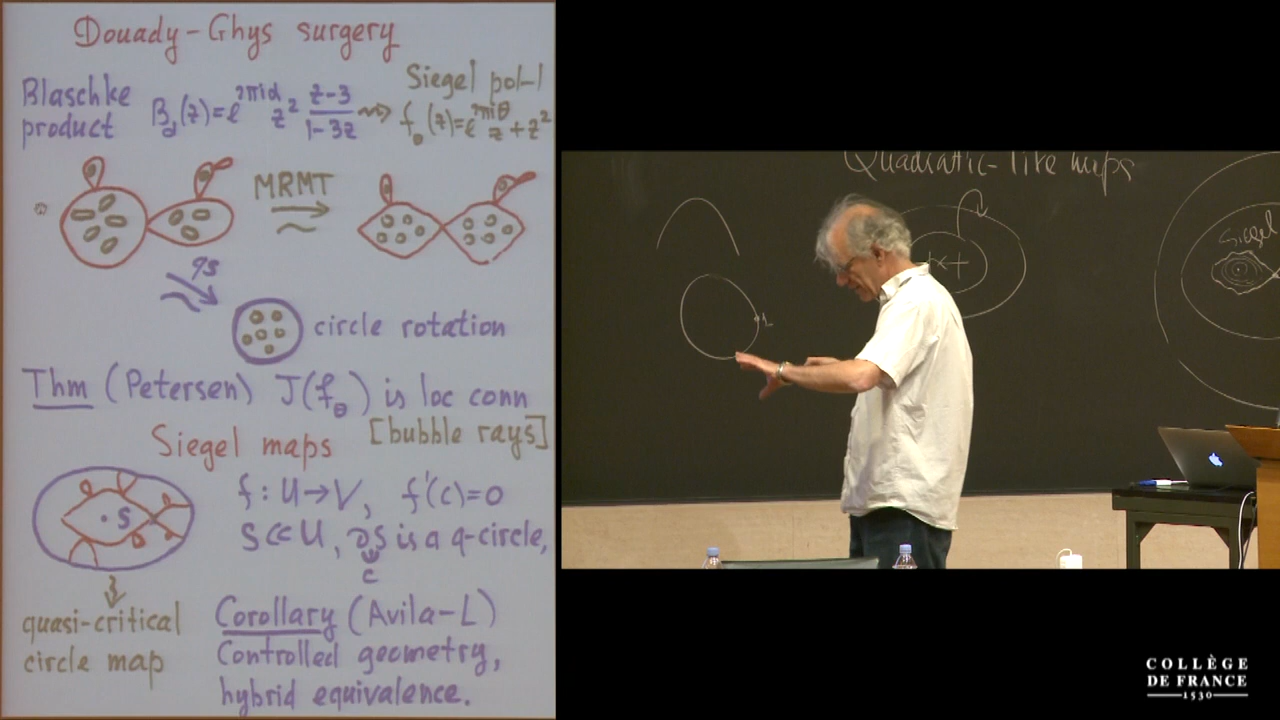 Douady-Ghys surgery
Blaschke product B_α(z)=e^{2πiα} z² (z-3)/(1-3z) ⇝ Siegel pol-l f_θ(z)=e^{2πiθ} z+z²
MRMT
≈
qs
circle rotation
Thm (Petersen) J(f_θ) is loc conn
[bubble rays]
Siegel maps
f: U→V, f'(c)=0
S ⋐ U, ∂S is a q-circle,
c
S
quasi-critical
circle map
Corollary (Avila-L)
Controlled geometry,
hybrid equivalence.
Quadratic-like maps
Siegel
COLLÈGE
DE FRANCE
1530